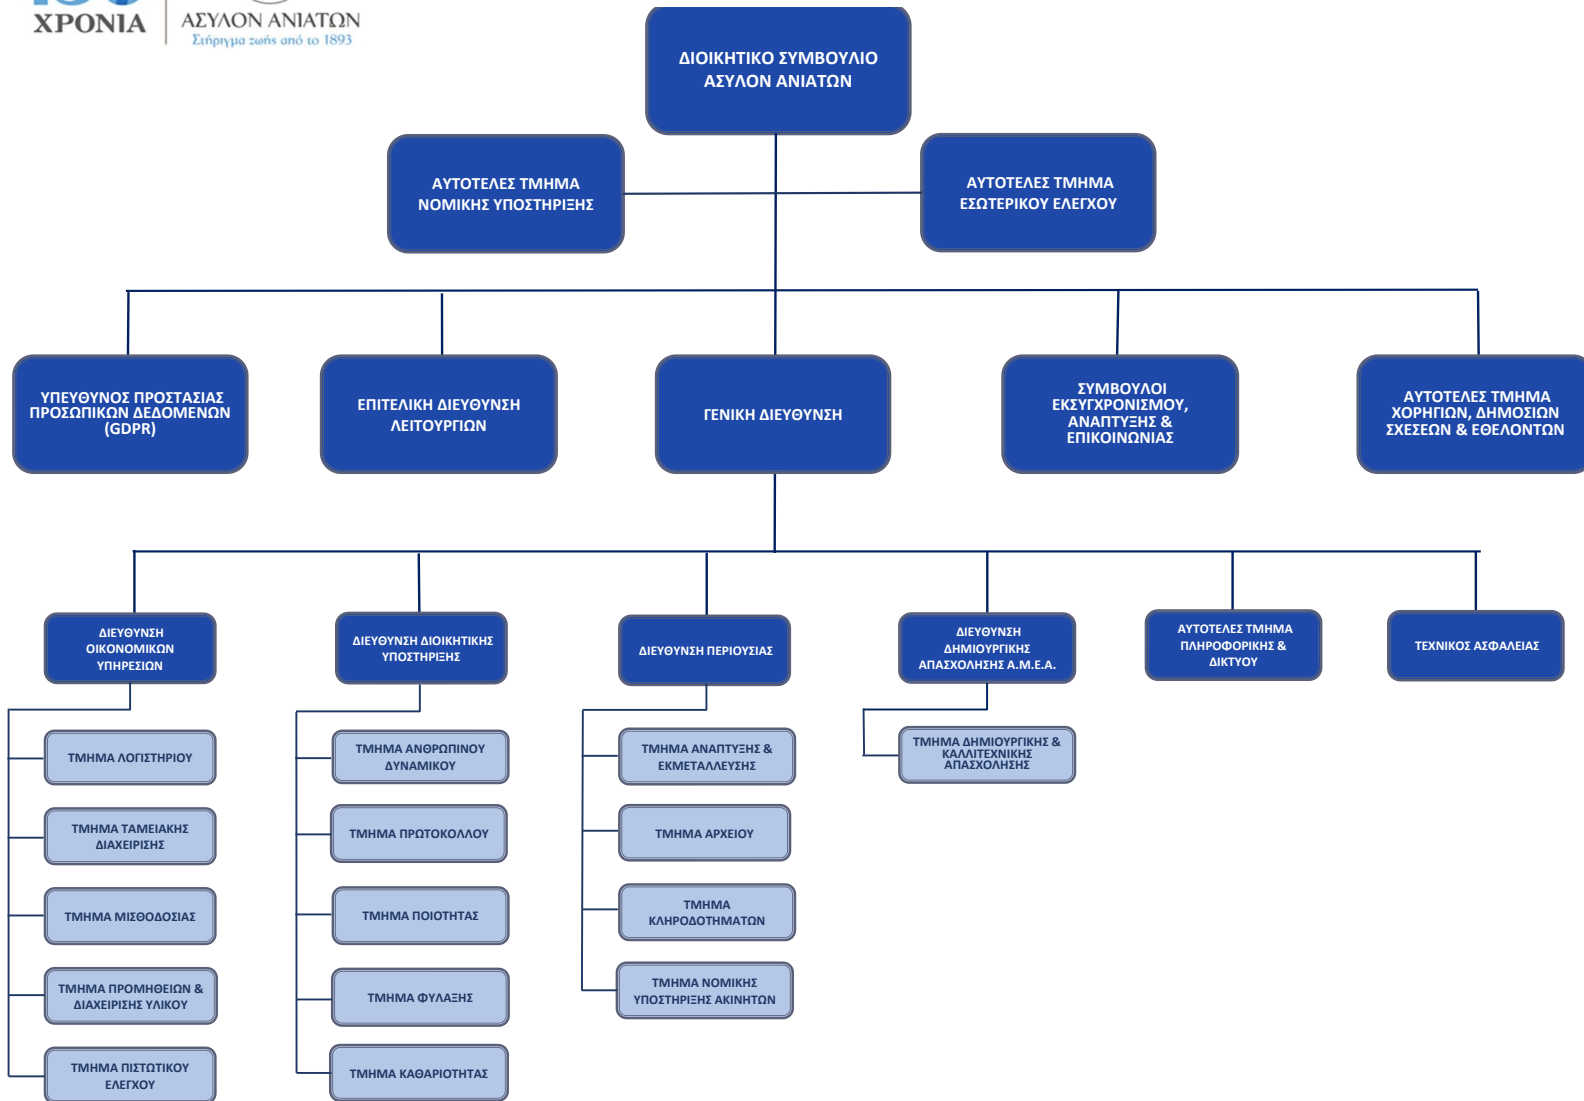 ΧΡΟΝΙΑ
ΑΣΥΛΟΝ ΑΝΙΑΤΩΝ
Στήριγμα ζωής από το 1893
ΔΙΟΙΚΗΤΙΚΟ ΣΥΜΒΟΥΛΙΟ
ΑΣΥΛΟΝ ΑΝΙΑΤΩΝ
ΑΥΤΟΤΕΛΕΣ ΤΜΗΜΑ
ΝΟΜΙΚΗΣ ΥΠΟΣΤΗΡΙΞΗΣ
ΑΥΤΟΤΕΛΕΣ ΤΜΗΜΑ
ΕΣΩΤΕΡΙΚΟΥ ΕΛΕΓΧΟΥ
ΥΠΕΥΘΥΝΟΣ ΠΡΟΣΤΑΣΙΑΣ
ΠΡΟΣΩΠΙΚΩΝ ΔΕΔΟΜΕΝΩΝ
(GDPR)
ΕΠΙΤΕΛΙΚΗ ΔΙΕΥΘΥΝΣΗ
ΛΕΙΤΟΥΡΓΙΩΝ
ΓΕΝΙΚΗ ΔΙΕΥΘΥΝΣΗ
ΣΥΜΒΟΥΛΟΙ
ΕΚΣΥΓΧΡΟΝΙΣΜΟΥ,
ΑΝΑΠΤΥΞΗΣ &
ΕΠΙΚΟΙΝΩΝΙΑΣ
ΑΥΤΟΤΕΛΕΣ ΤΜΗΜΑ
ΧΟΡΗΓΙΩΝ, ΔΗΜΟΣΙΩΝ
ΣΧΕΣΕΩΝ & ΕΘΕΛΟΝΤΩΝ
ΔΙΕΥΘΥΝΣΗ
ΟΙΚΟΝΟΜΙΚΩΝ
ΥΠΗΡΕΣΙΩΝ
ΔΙΕΥΘΥΝΣΗ ΔΙΟΙΚΗΤΙΚΗΣ
ΥΠΟΣΤΗΡΙΞΗΣ
ΔΙΕΥΘΥΝΣΗ ΠΕΡΙΟΥΣΙΑΣ
ΔΙΕΥΘΥΝΣΗ
ΔΗΜΙΟΥΡΓΙΚΗΣ
ΑΠΑΣΧΟΛΗΣΗΣ Α.Μ.Ε.Α.
ΑΥΤΟΤΕΛΕΣ ΤΜΗΜΑ
ΠΛΗΡΟΦΟΡΙΚΗΣ &
ΔΙΚΤΥΟΥ
ΤΕΧΝΙΚΟΣ ΑΣΦΑΛΕΙΑΣ
ΤΜΗΜΑ ΛΟΓΙΣΤΗΡΙΟΥ
ΤΜΗΜΑ ΤΑΜΕΙΑΚΗΣ
ΔΙΑΧΕΙΡΙΣΗΣ
ΤΜΗΜΑ ΜΙΣΘΟΔΟΣΙΑΣ
ΤΜΗΜΑ ΠΡΟΜΗΘΕΙΩΝ &
ΔΙΑΧΕΙΡΙΣΗΣ ΥΛΙΚΟΥ
ΤΜΗΜΑ ΠΙΣΤΩΤΙΚΟΥ
ΕΛΕΓΧΟΥ
ΤΜΗΜΑ ΑΝΘΡΩΠΙΝΟΥ
ΔΥΝΑΜΙΚΟΥ
ΤΜΗΜΑ ΠΡΩΤΟΚΟΛΛΟΥ
ΤΜΗΜΑ ΠΟΙΟΤΗΤΑΣ
ΤΜΗΜΑ ΦΥΛΑΞΗΣ
ΤΜΗΜΑ ΚΑΘΑΡΙΟΤΗΤΑΣ
ΤΜΗΜΑ ΑΝΑΠΤΥΞΗΣ &
ΕΚΜΕΤΑΛΛΕΥΣΗΣ
ΤΜΗΜΑ ΑΡΧΕΙΟΥ
ΤΜΗΜΑ
ΚΛΗΡΟΔΟΤΗΜΑΤΩΝ
ΤΜΗΜΑ ΝΟΜΙΚΗΣ
ΥΠΟΣΤΗΡΙΞΗΣ ΑΚΙΝΗΤΩΝ
ΤΜΗΜΑ ΔΗΜΙΟΥΡΓΙΚΗΣ &
ΚΑΛΛΙΤΕΧΝΙΚΗΣ
ΑΠΑΣΧΟΛΗΣΗΣ